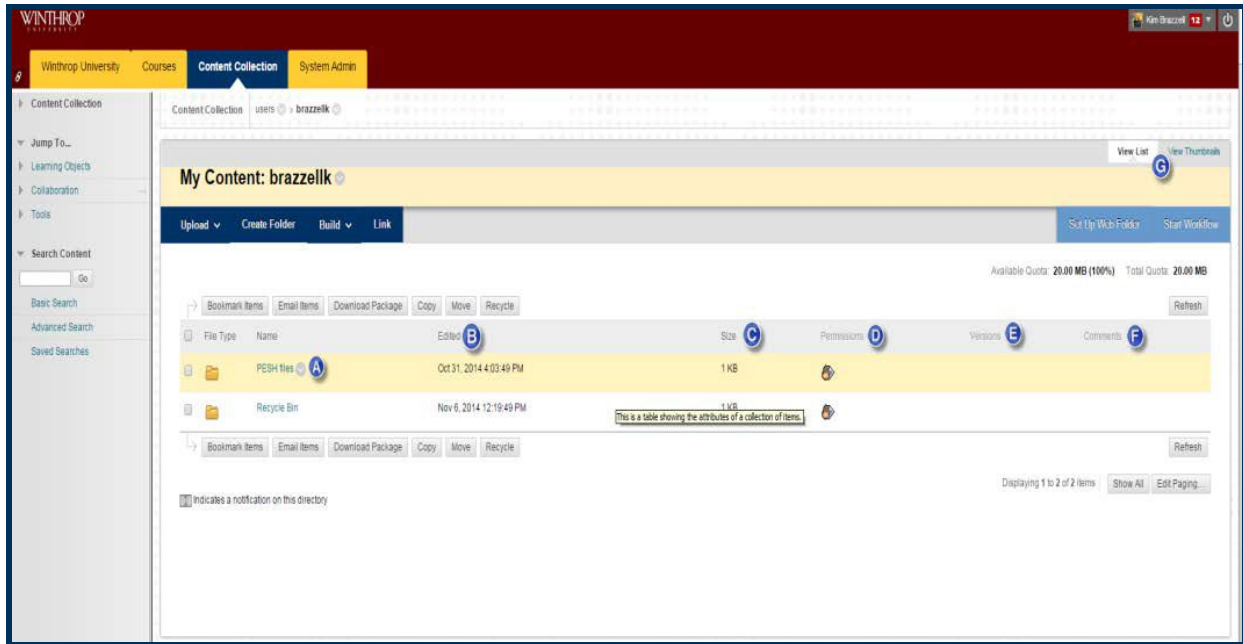 WINTHROP
UNIVERSITY
Kim Brazzell 12
Winthrop University Courses Content Collection System Admin
Content Collection
Jump To...
Learning Objects
Collaboration
Tools
Search Content
Go
Basic Search
Advanced Search
Saved Searches
Content Collection users > brazellk
View List View Thumbnails
G
My Content: brazellk
Upload Create Folder Build Link Set Up Web Folder Start Workflow
Available Quota: 20.00 MB (100%) Total Quota: 20.00 MB
Bookmark Items Email Items Download Package Copy Move Recycle Refresh
File Type Name Edited B Size C Permissions D Versions E Comments F
PESH files A Oct 31, 2014 4:03:49 PM 1 KB
Recycle Bin Nov 6, 2014 12:19:49 PM 1 KB
This is a table showing the attributes of a collection of items.
Bookmark Items Email Items Download Package Copy Move Recycle Refresh
Displaying 1 to 2 of 2 items Show All Edit Paging...
Indicates a notification on this directory